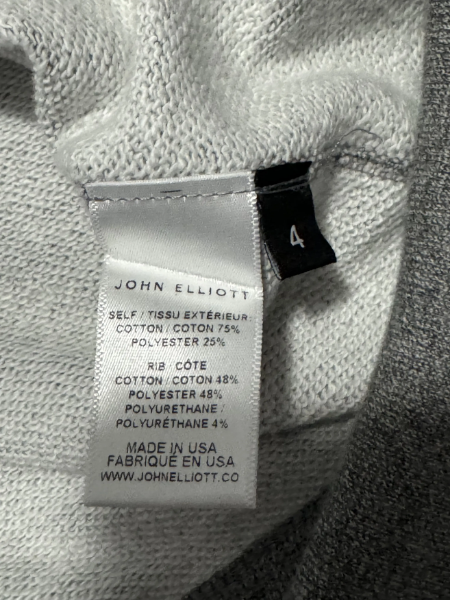 4
JOHN ELLIOTT
SELF / TISSU EXTÉRIEUR
COTTON / COTON 75%
POLYESTER 25%
RIB CÔTE
COTTON / COTON 48%
POLYESTER 48%
POLYURETHANE /
POLYURÉTHANE 4%
MADE IN USA
FABRIQUÉ EN USA
WWW.JOHNELLIOTT.CO